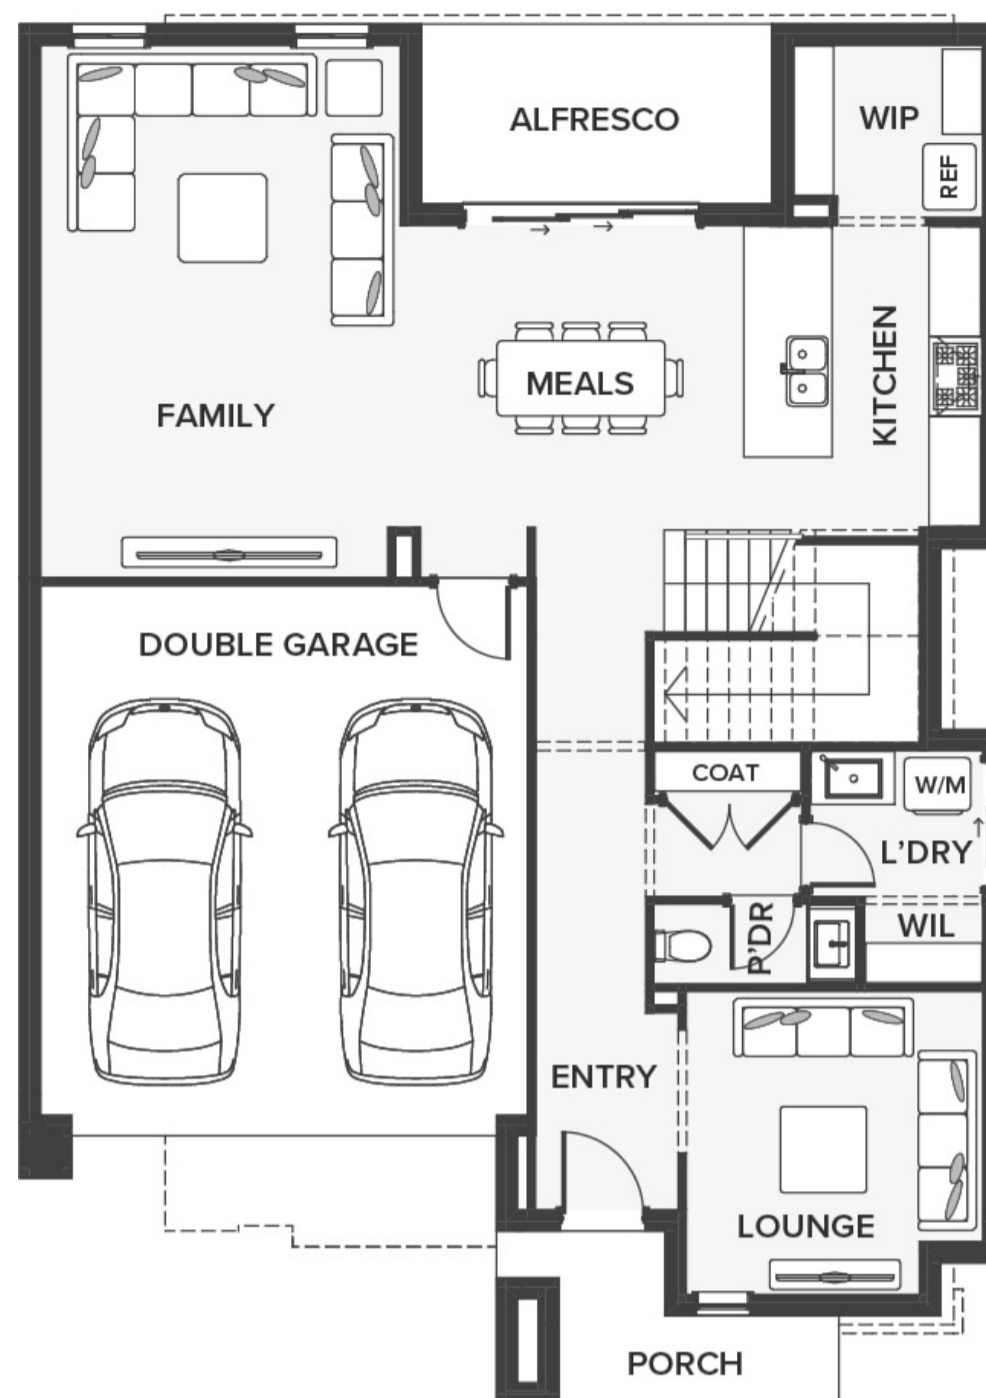 ALFRESCO
WIP
REF
KITCHEN
MEALS
FAMILY
DOUBLE GARAGE
COAT
W/M
L'DRY
P'DR
WIL
ENTRY
LOUNGE
PORCH